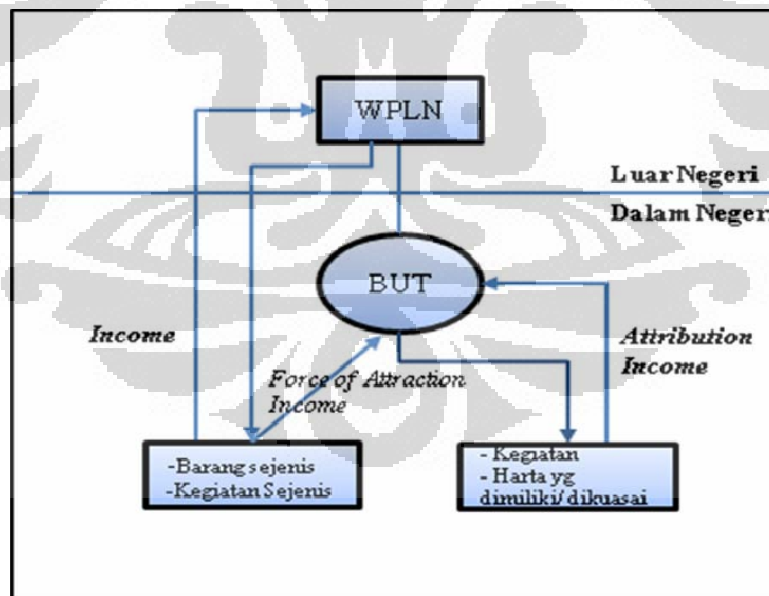 WPLN
Luar Negeri
Dalam Negeri
BUT
Income
Attribution
Income
Force of Attraction
Income
-Barang sejenis
-Kegiatan Sejenis
- Kegiatan
- Harta yg
dimiliki/ dikuasai